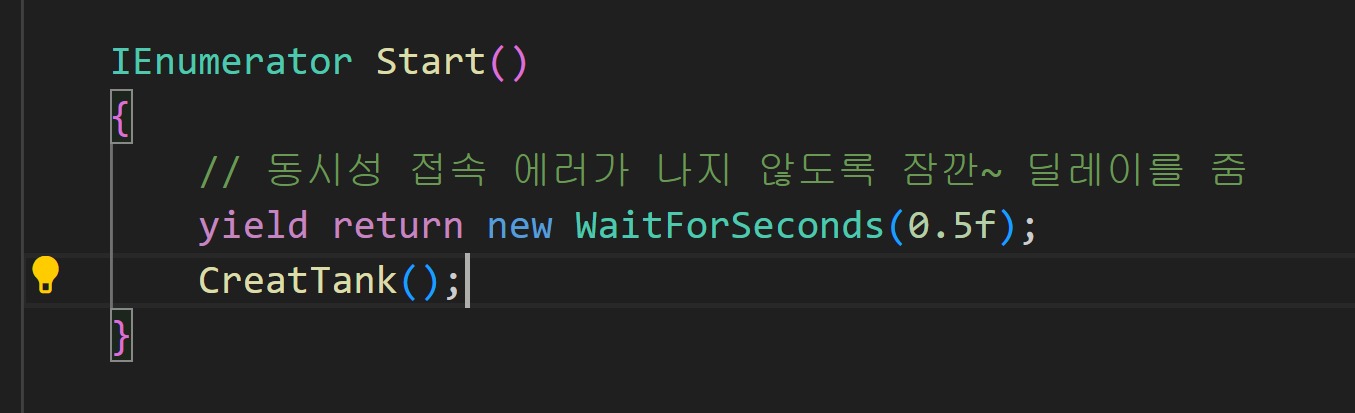 IEnumerator Start()
{
// 동시성 접속 에러가 나지 않도록 잠깐~ 딜레이를 줌
yield return new WaitForSeconds(0.5f);
CreatTank();
}